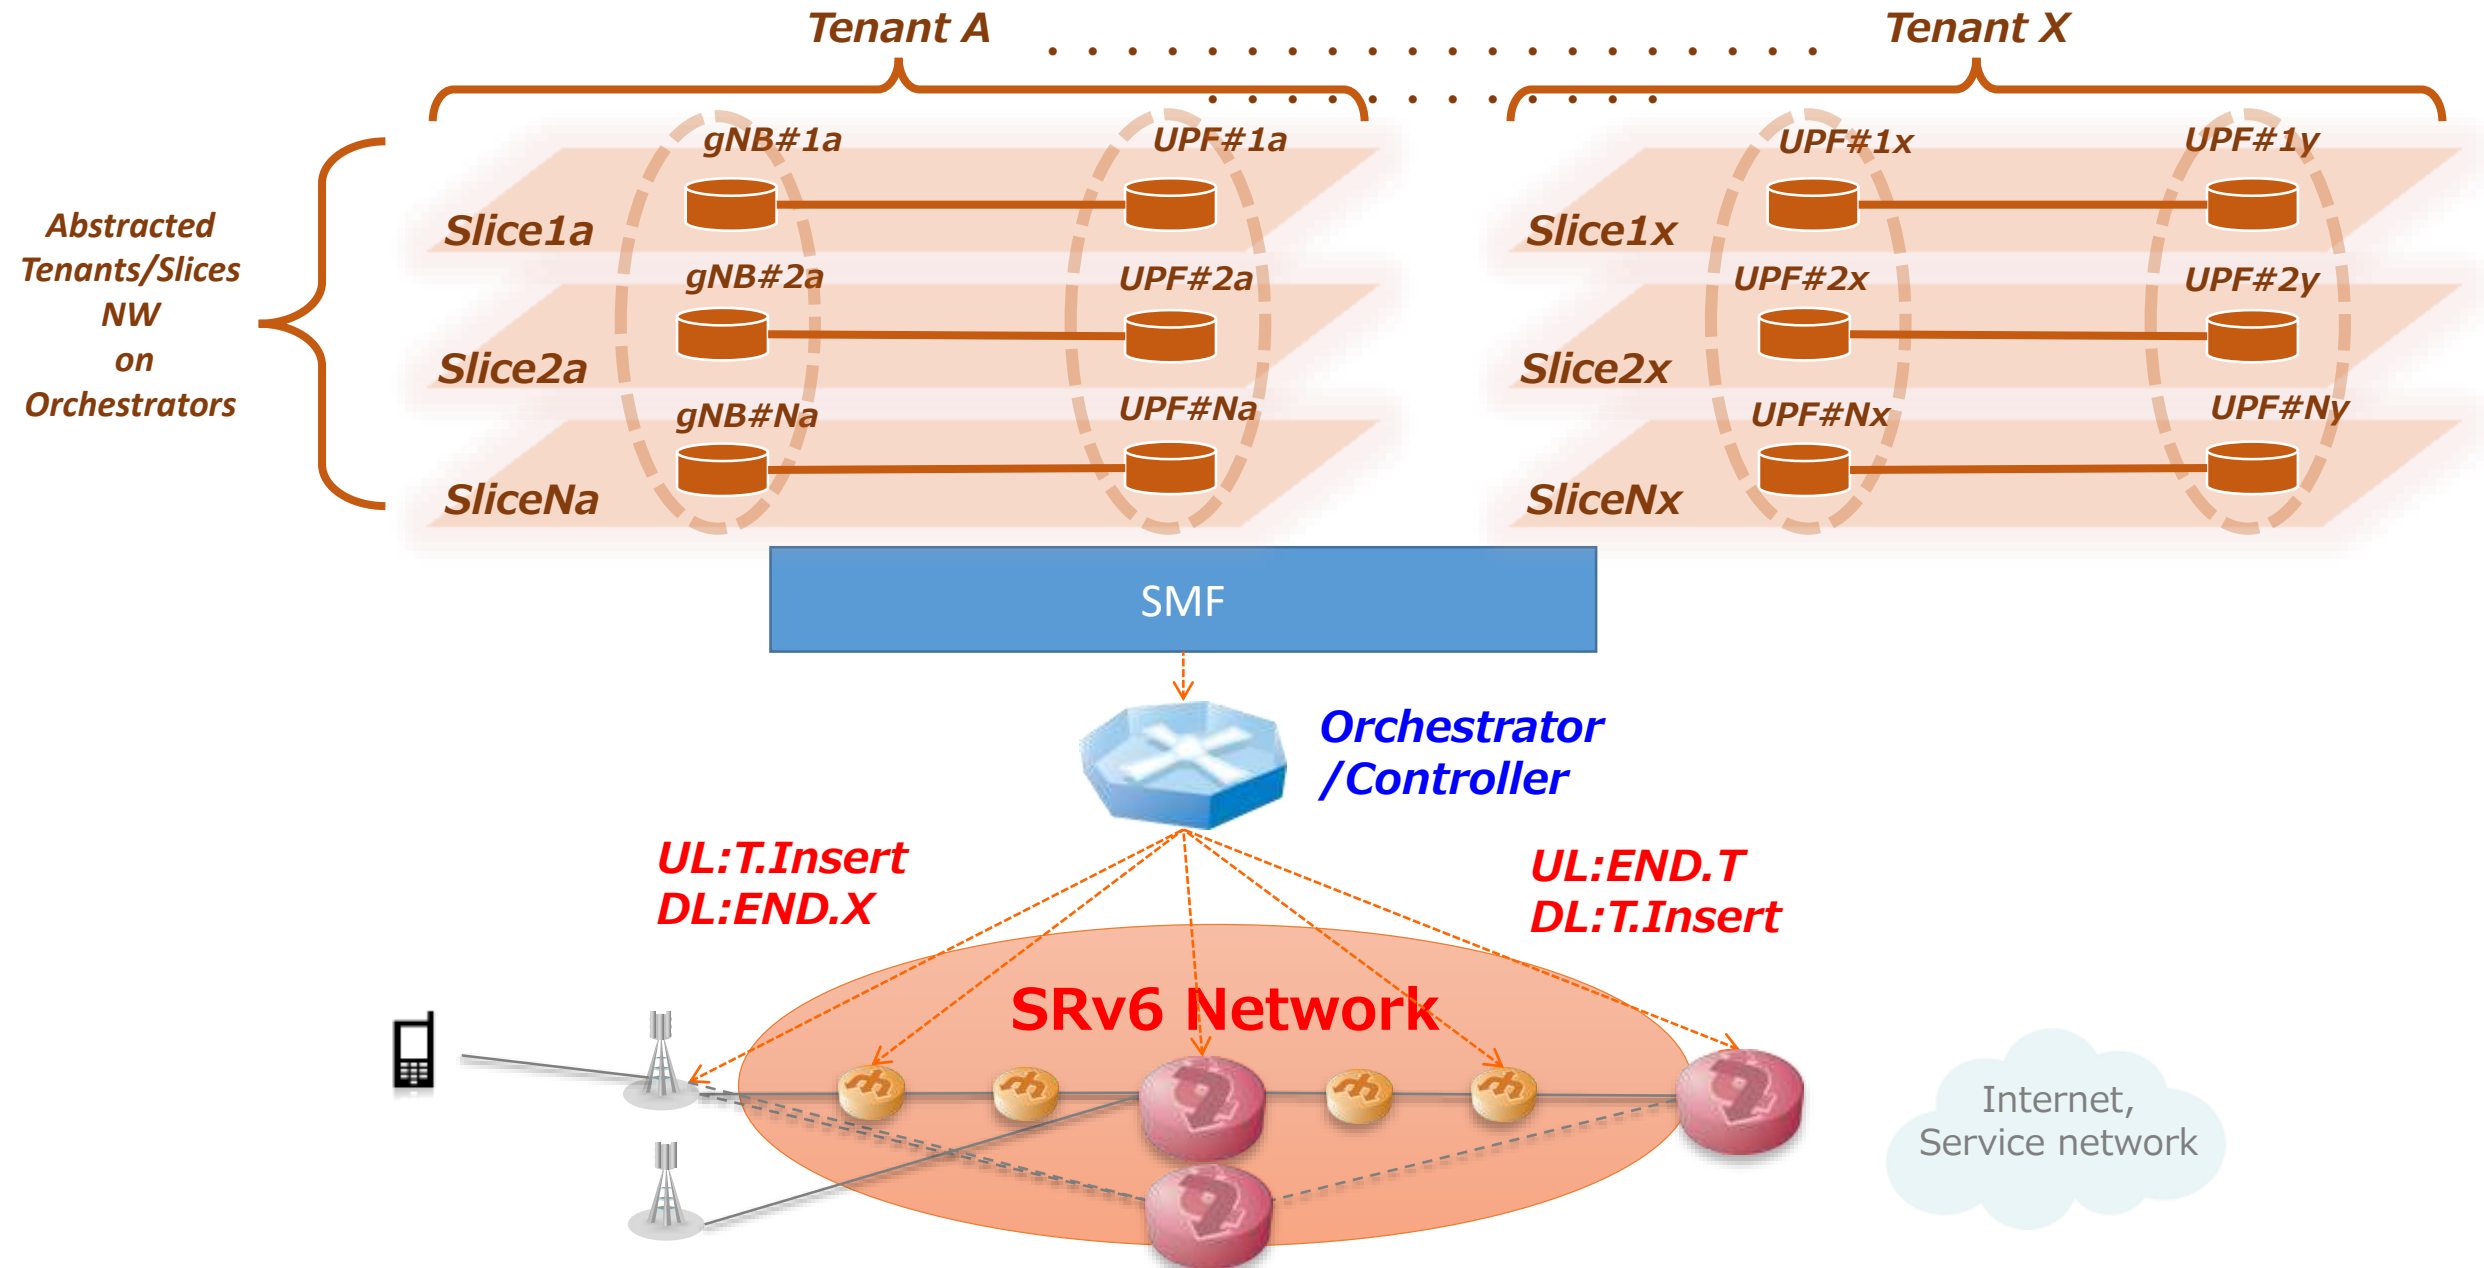 Tenant A
Tenant X
Abstracted
Tenants/Slices
NW
on
Orchestrators
gNB#1a
UPF#1a
Slice1a
gNB#2a
UPF#2a
Slice2a
gNB#Na
UPF#Na
SliceNa
UPF#1x
UPF#1y
Slice1x
UPF#2x
UPF#2y
Slice2x
UPF#Nx
UPF#Ny
SliceNx
SMF
Orchestrator
/Controller
UL:T.Insert
DL:END.X
UL:END.T
DL:T.Insert
SRv6 Network
Internet,
Service network